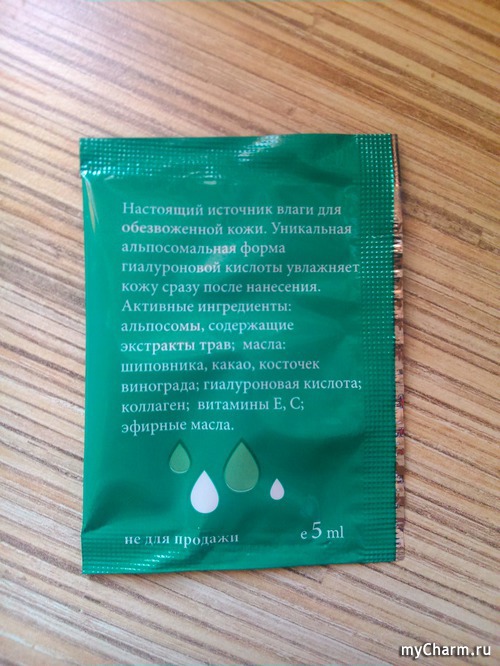 Настоящий источник влаги для
обезвоженной кожи. Уникальная
альпосомальная форма
гиалуроновой кислоты увлажняет
кожу сразу после нанесения.
Активные ингредиенты:
альпосомы, содержащие
экстракты трав; масла:
шиповника, какао, косточек
винограда; гиалуроновая кислота;
коллаген; витамины Е, С;
эфирные масла.
не для продажи
e 5 ml
myCharm.ru